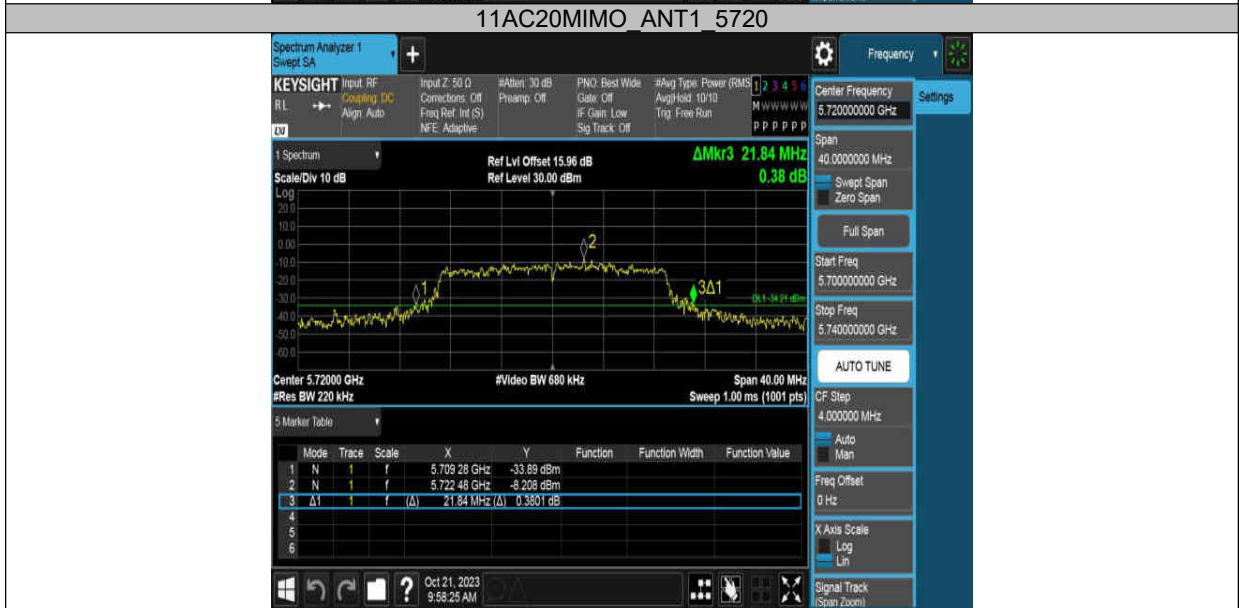 11AC20MIMO_ANT1_5720
Spectrum Analyzer 1
Swept SA
+
Frequency
KEYSIGHT Input: RF Input Z: 50 Ω #Atten: 30 dB PNO: Best Wide #Avg Type: Power (RMS 1 2 3 4 5 6
RL Coupling: DC Corrections: Off Preamp: Off Gate: Off Avg|Hold: 10/10 M W W W W W
Align: Auto Freq Ref: Int (S) IF Gain: Low Trig: Free Run
LXI NFE: Adaptive Sig Track: Off P P P P P P
Center Frequency
5.720000000 GHz
Settings
Span
40.0000000 MHz
Swept Span
Zero Span
Full Span
Start Freq
5.700000000 GHz
Stop Freq
5.740000000 GHz
AUTO TUNE
CF Step
4.000000 MHz
Auto
Man
Freq Offset
0 Hz
X Axis Scale
Log
Lin
Signal Track
(Span Zoom)
1 Spectrum
Ref Lvl Offset 15.96 dB
ΔMkr3 21.84 MHz
Scale/Div 10 dB
Ref Level 30.00 dBm
0.38 dB
Log
20.0
10.0
0.00
-10.0
-20.0
-30.0
-40.0
-50.0
-60.0
1
2
3Δ1
DL1 -34.21 dBm
Center 5.72000 GHz #Video BW 680 kHz Span 40.00 MHz
#Res BW 220 kHz Sweep 1.00 ms (1001 pts)
5 Marker Table
Mode Trace Scale X Y Function Function Width Function Value
1 N 1 f 5.709 28 GHz -33.89 dBm
2 N 1 f 5.722 48 GHz -8.208 dBm
3 Δ1 1 f (Δ) 21.84 MHz (Δ) 0.3801 dB
4
5
6
?
Oct 21, 2023
9:58:25 AM